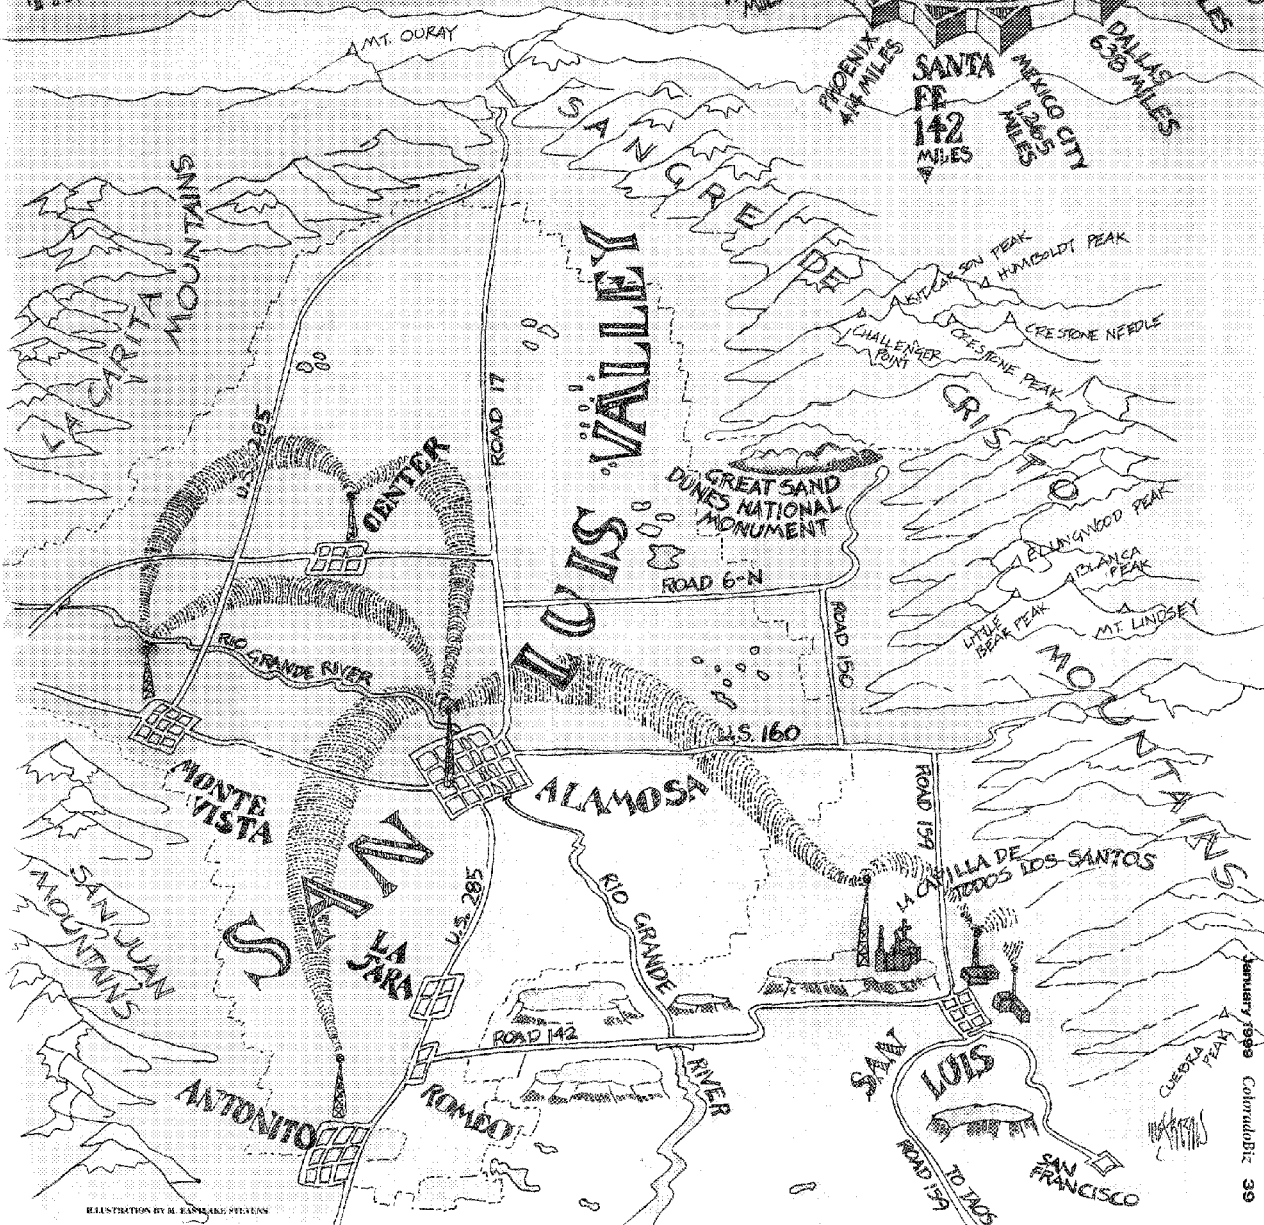 MILES
PHOENIX
414 MILES
SANTA
FE
142
MILES
MEXICO CITY
1,265
MILES
DALLAS
638 MILES
MILES
MT. OURAY
SANGRE DE CRISTO MOUNTAINS
LA GARITA
MOUNTAINS
SAN LUIS VALLEY
KIT CARSON PEAK
HUMBOLDT PEAK
CHALLENGER
POINT
CRESTONE PEAK
CRESTONE NEEDLE
U.S. 285
ROAD 17
CENTER
GREAT SAND
DUNES NATIONAL
MONUMENT
ELLINGWOOD PEAK
BLANCA
PEAK
LITTLE
BEAR PEAK
MT. LINDSEY
ROAD 6-N
ROAD 150
RIO GRANDE RIVER
U.S. 160
MONTE
VISTA
ALAMOSA
ROAD 159
LA CAPILLA DE
TODOS LOS SANTOS
SAN JUAN
MOUNTAINS
LA
JARA
U.S. 285
RIO GRANDE
RIVER
ROAD 142
ANTONITO
ROMEO
SAN
LUIS
CULEBRA
PEAK
SAN
FRANCISCO
ROAD 159
TO TAOS
January 1999 ColoradoBiz 39
ILLUSTRATION BY M. EASTLAKE STEVENS